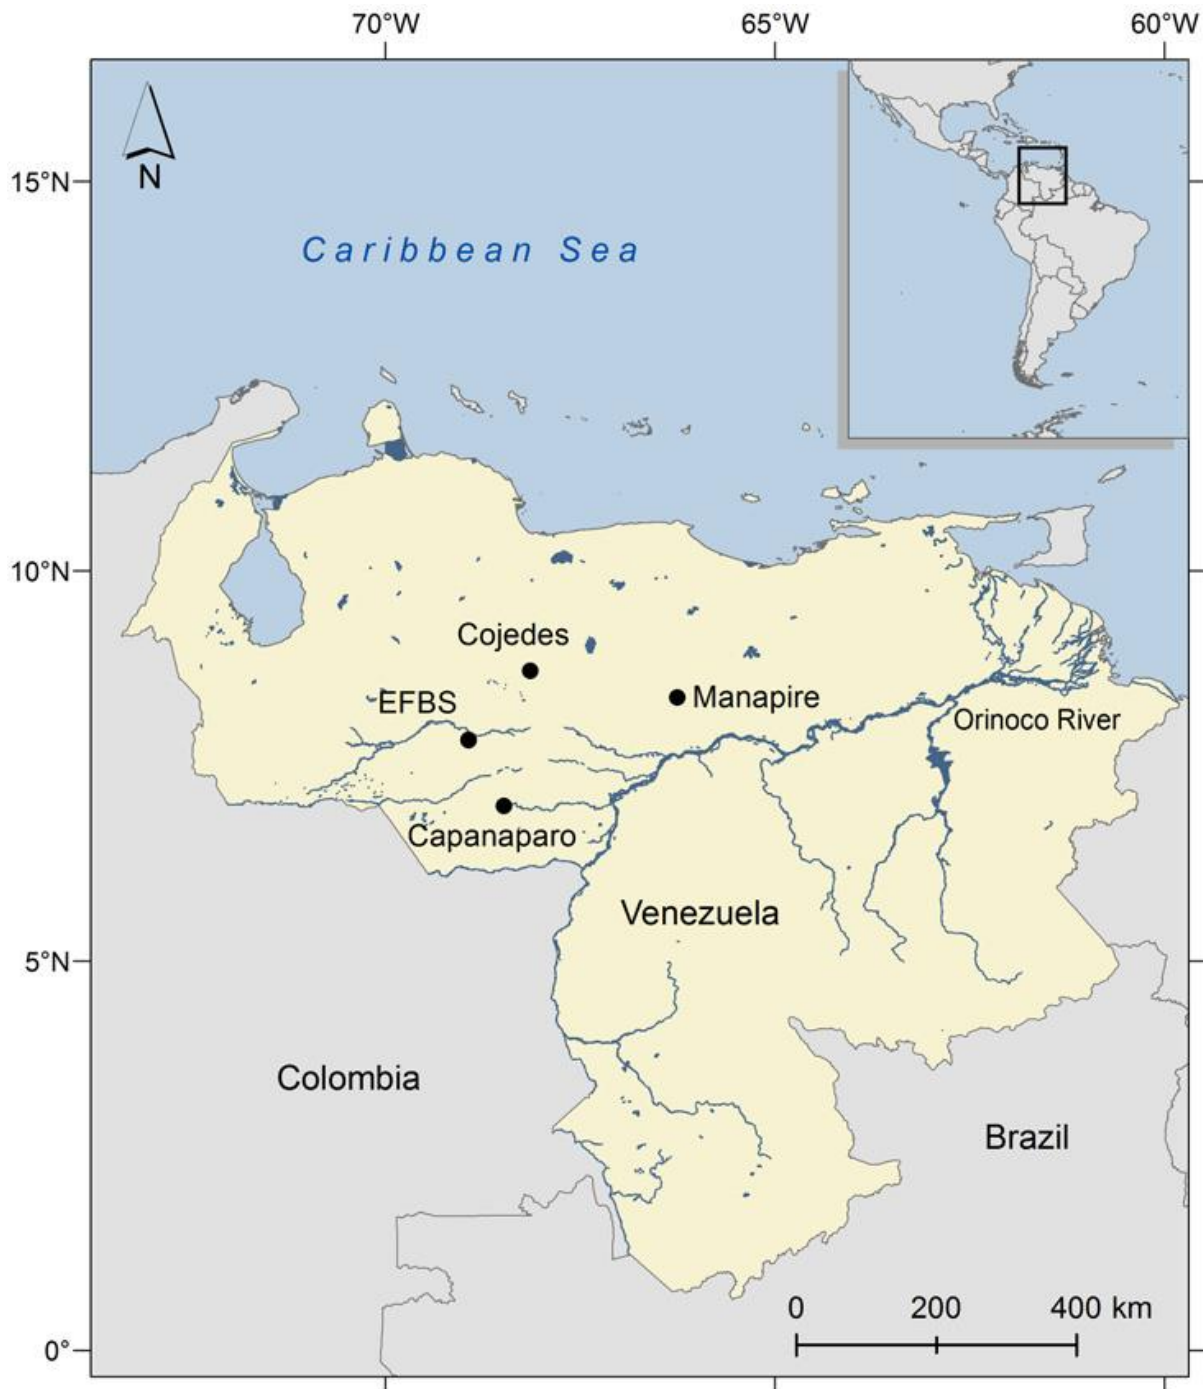 70°W
65°W
60°W
N
15°N
Caribbean Sea
10°N
Cojedes
EFBS
Manapire
Orinoco River
Capanaparo
Venezuela
5°N
Colombia
Brazil
0 200 400 km
0°